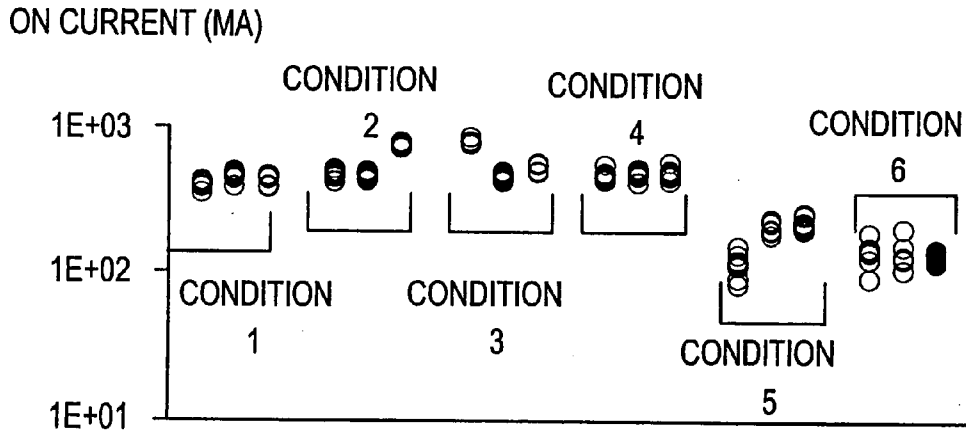 ON CURRENT (MA)
CONDITION
2
CONDITION
4
CONDITION
6
1E+03
1E+02
1E+01
CONDITION
1
CONDITION
3
CONDITION
5